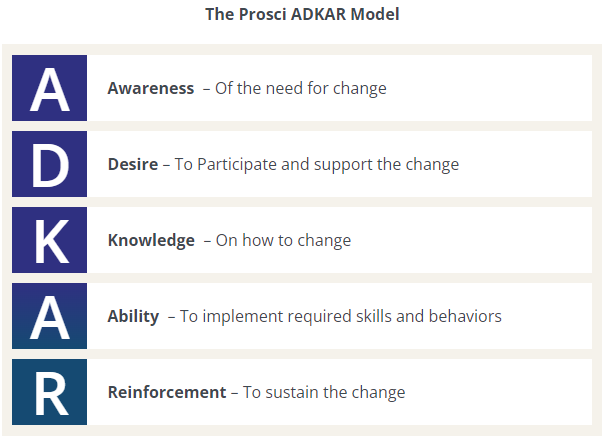 The Prosci ADKAR Model
A
Awareness – Of the need for change
D
Desire – To Participate and support the change
K
Knowledge – On how to change
A
Ability – To implement required skills and behaviors
R
Reinforcement – To sustain the change